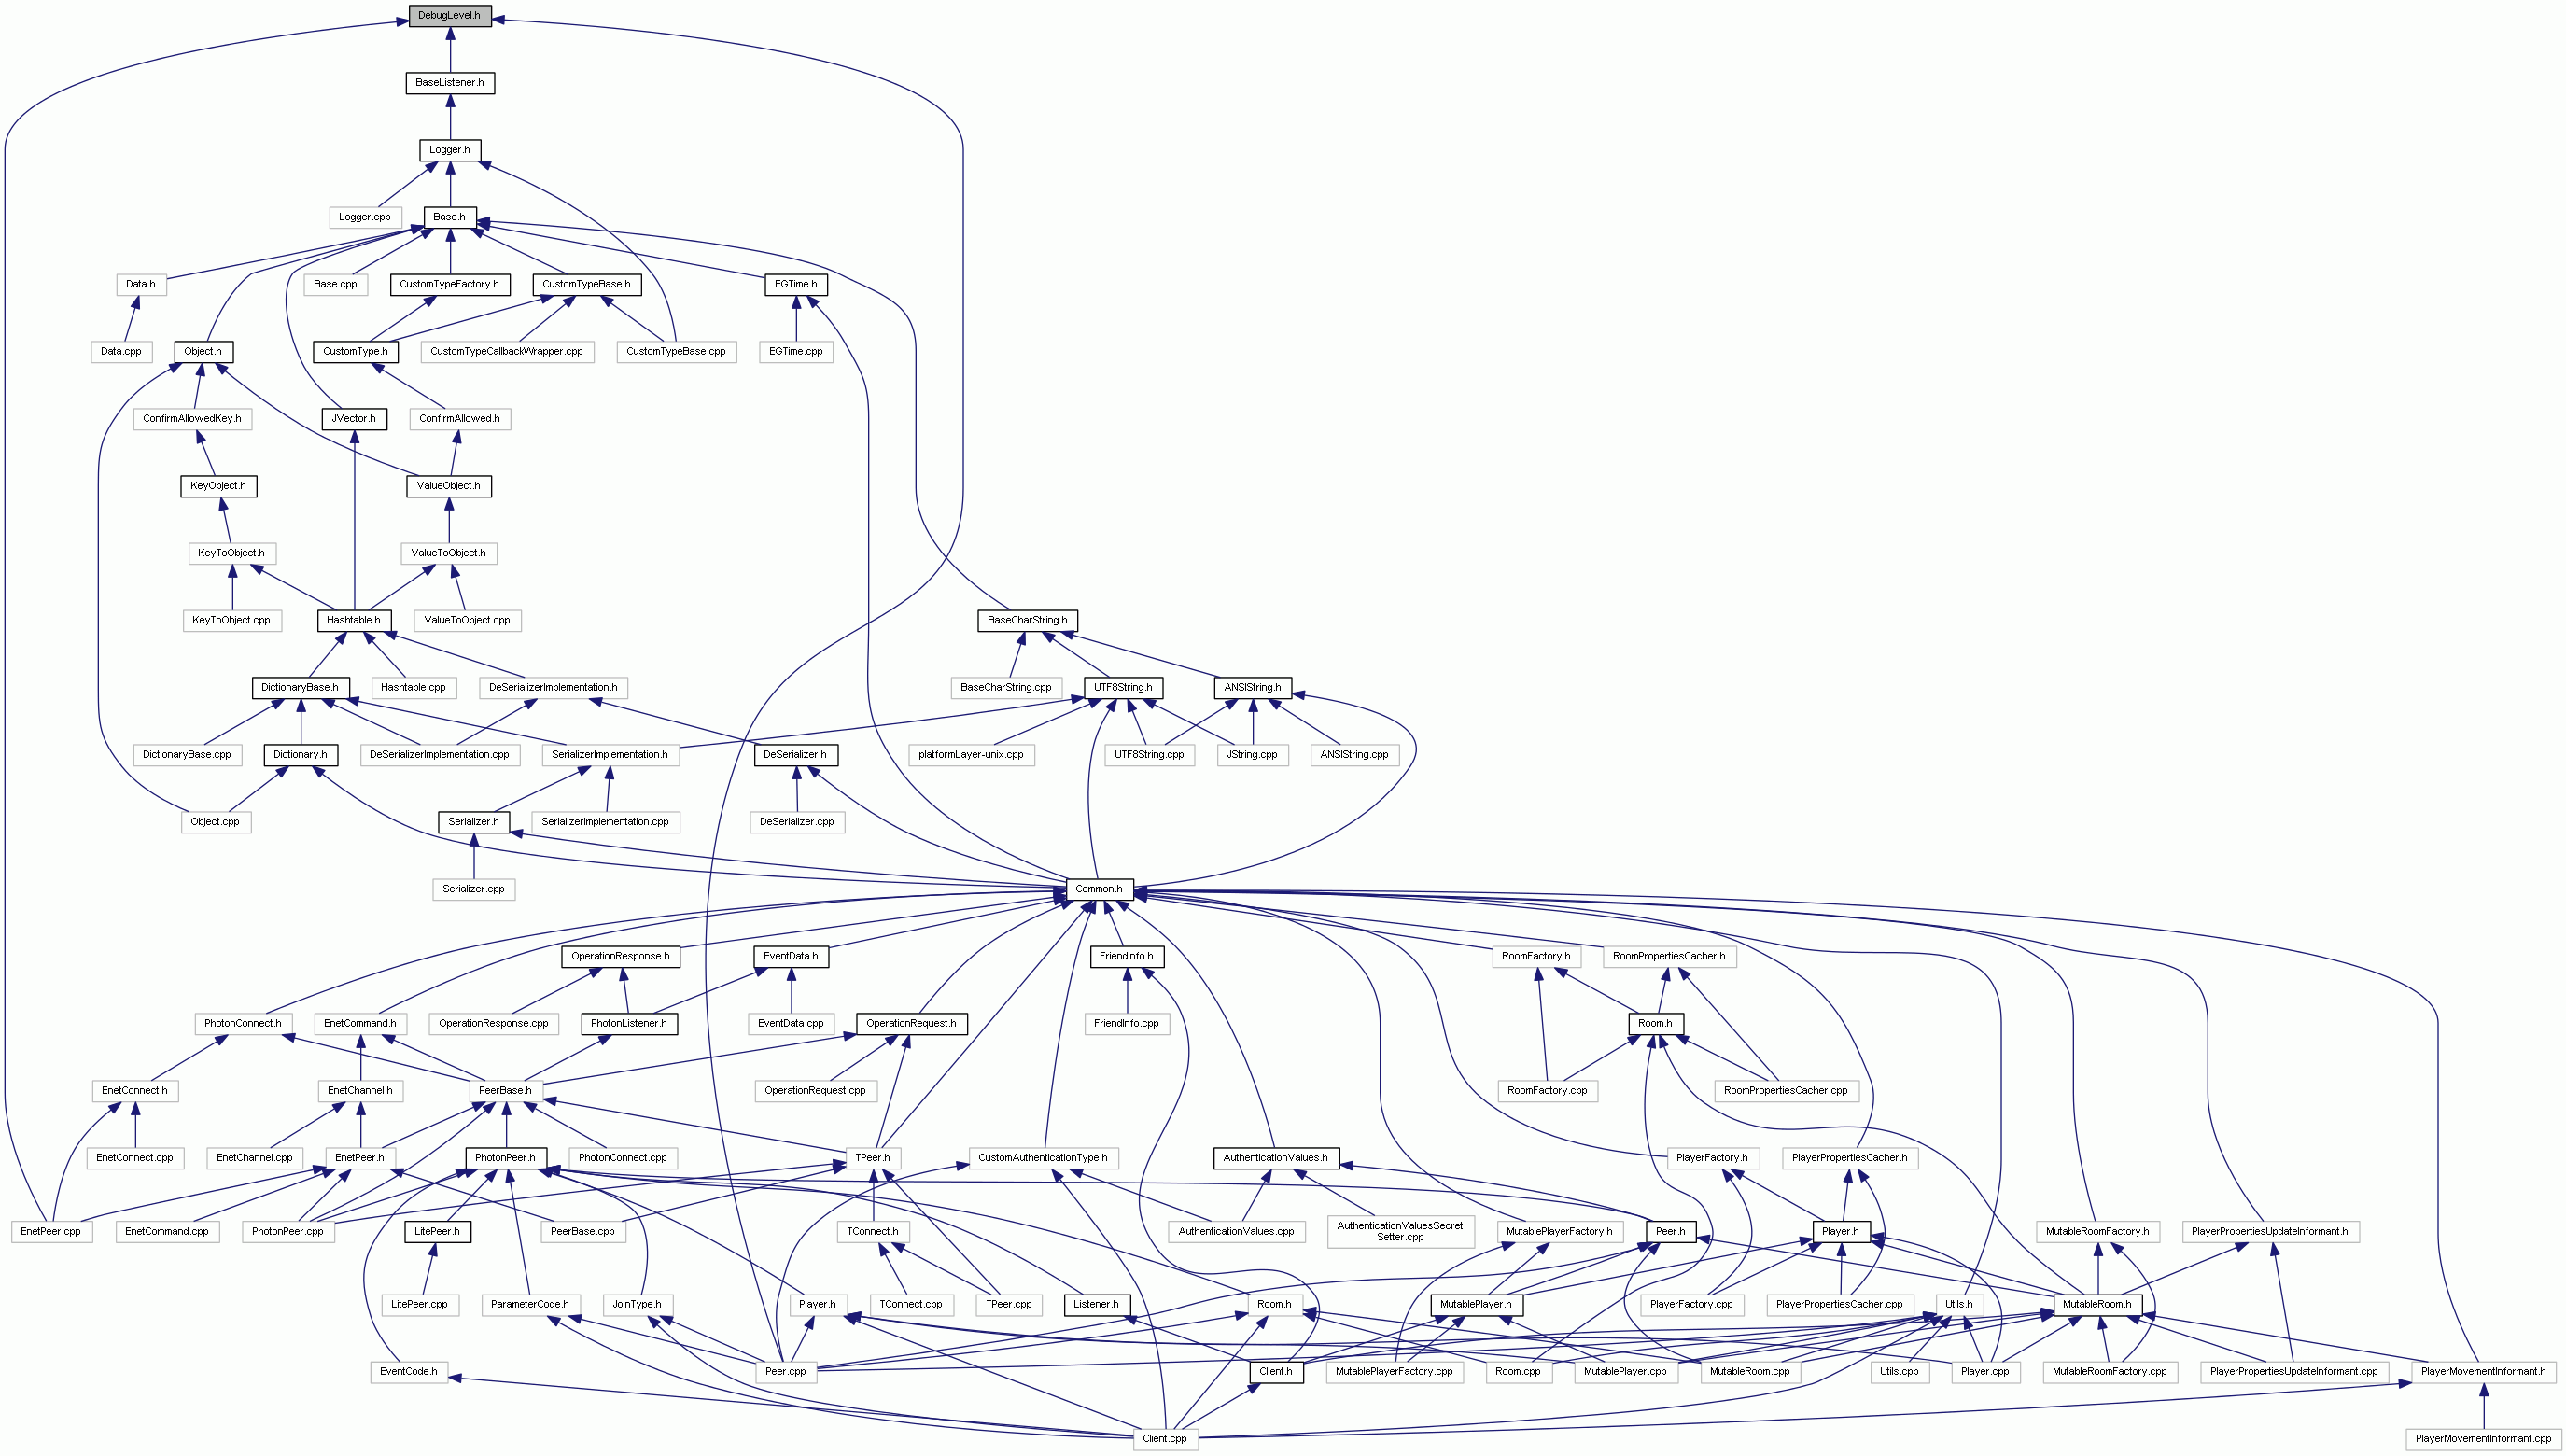 DebugLevel.h
BaseListener.h
Logger.h
Logger.cpp
Base.h
Data.h
Base.cpp
CustomTypeFactory.h
CustomTypeBase.h
EGTime.h
Data.cpp
Object.h
CustomType.h
CustomTypeCallbackWrapper.cpp
CustomTypeBase.cpp
EGTime.cpp
ConfirmAllowedKey.h
JVector.h
ConfirmAllowed.h
KeyObject.h
ValueObject.h
KeyToObject.h
ValueToObject.h
KeyToObject.cpp
Hashtable.h
ValueToObject.cpp
BaseCharString.h
DictionaryBase.h
Hashtable.cpp
DeSerializerImplementation.h
BaseCharString.cpp
UTF8String.h
ANSIString.h
DictionaryBase.cpp
Dictionary.h
DeSerializerImplementation.cpp
SerializerImplementation.h
DeSerializer.h
platformLayer-unix.cpp
UTF8String.cpp
JString.cpp
ANSIString.cpp
Object.cpp
Serializer.h
SerializerImplementation.cpp
DeSerializer.cpp
Serializer.cpp
Common.h
OperationResponse.h
EventData.h
FriendInfo.h
RoomFactory.h
RoomPropertiesCacher.h
PhotonConnect.h
EnetCommand.h
OperationResponse.cpp
PhotonListener.h
EventData.cpp
OperationRequest.h
FriendInfo.cpp
Room.h
EnetConnect.h
EnetChannel.h
PeerBase.h
OperationRequest.cpp
RoomFactory.cpp
RoomPropertiesCacher.cpp
EnetConnect.cpp
EnetChannel.cpp
EnetPeer.h
PhotonPeer.h
PhotonConnect.cpp
TPeer.h
CustomAuthenticationType.h
AuthenticationValues.h
PlayerFactory.h
PlayerPropertiesCacher.h
EnetPeer.cpp
EnetCommand.cpp
PhotonPeer.cpp
LitePeer.h
PeerBase.cpp
TConnect.h
AuthenticationValues.cpp
AuthenticationValuesSecret
Setter.cpp
MutablePlayerFactory.h
Peer.h
Player.h
MutableRoomFactory.h
PlayerPropertiesUpdateInformant.h
LitePeer.cpp
ParameterCode.h
JoinType.h
Player.h
TConnect.cpp
TPeer.cpp
Listener.h
Room.h
MutablePlayer.h
PlayerFactory.cpp
PlayerPropertiesCacher.cpp
Utils.h
MutableRoom.h
EventCode.h
Peer.cpp
Client.h
MutablePlayerFactory.cpp
Room.cpp
MutablePlayer.cpp
MutableRoom.cpp
Utils.cpp
Player.cpp
MutableRoomFactory.cpp
PlayerPropertiesUpdateInformant.cpp
PlayerMovementInformant.h
Client.cpp
PlayerMovementInformant.cpp